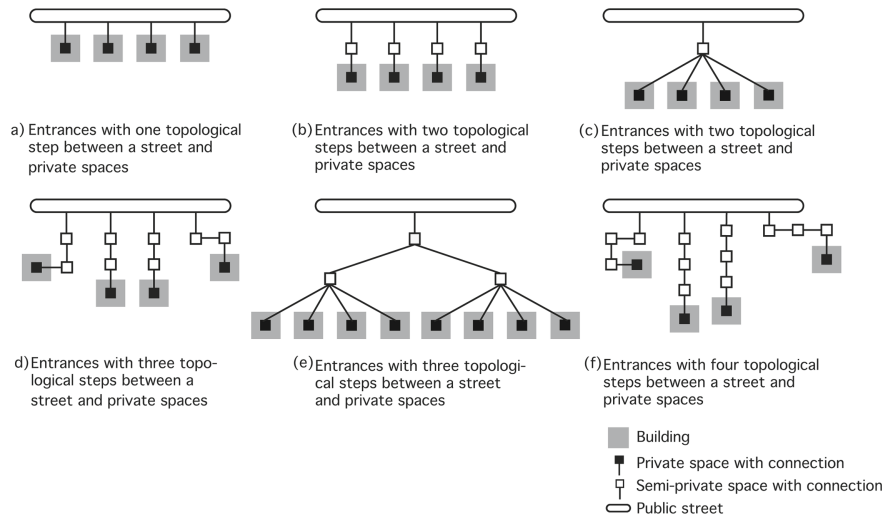 a) Entrances with one topological
step between a street and
private spaces
(b) Entrances with two topological
steps between a street and
private spaces
(c) Entrances with two topological
steps between a street and
private spaces
d) Entrances with three topo-
logical steps between a
street and private spaces
(e) Entrances with three topologi-
cal steps between a street
and private spaces
(f) Entrances with four topological
steps between a street and
private spaces
Building
Private space with connection
Semi-private space with connection
Public street